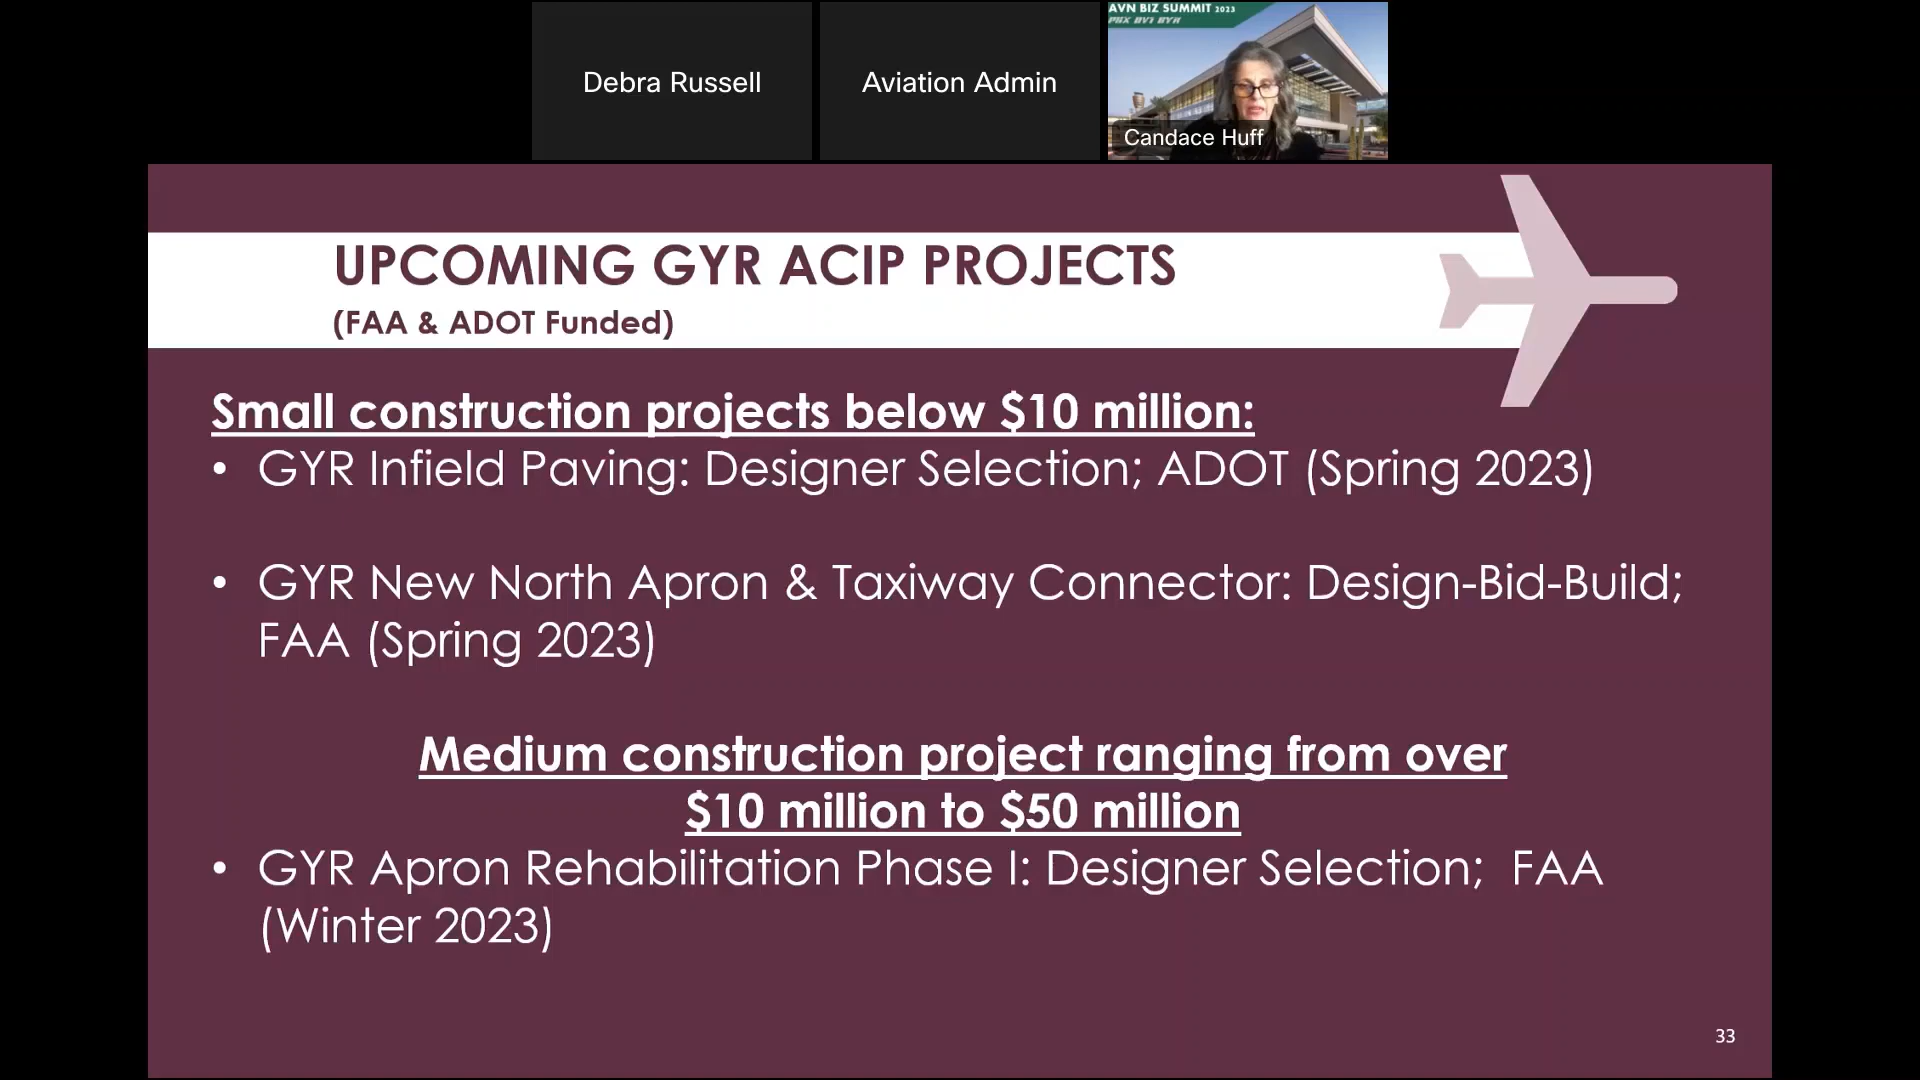 Debra Russell
Aviation Admin
AVN BIZ SUMMIT 2023
PHX DVT GYR
Candace Huff
UPCOMING GYR ACIP PROJECTS
(FAA & ADOT Funded)
Small construction projects below $10 million:
• GYR Infield Paving: Designer Selection; ADOT (Spring 2023)
• GYR New North Apron & Taxiway Connector: Design-Bid-Build;
FAA (Spring 2023)
Medium construction project ranging from over
$10 million to $50 million
• GYR Apron Rehabilitation Phase I: Designer Selection; FAA
(Winter 2023)
33